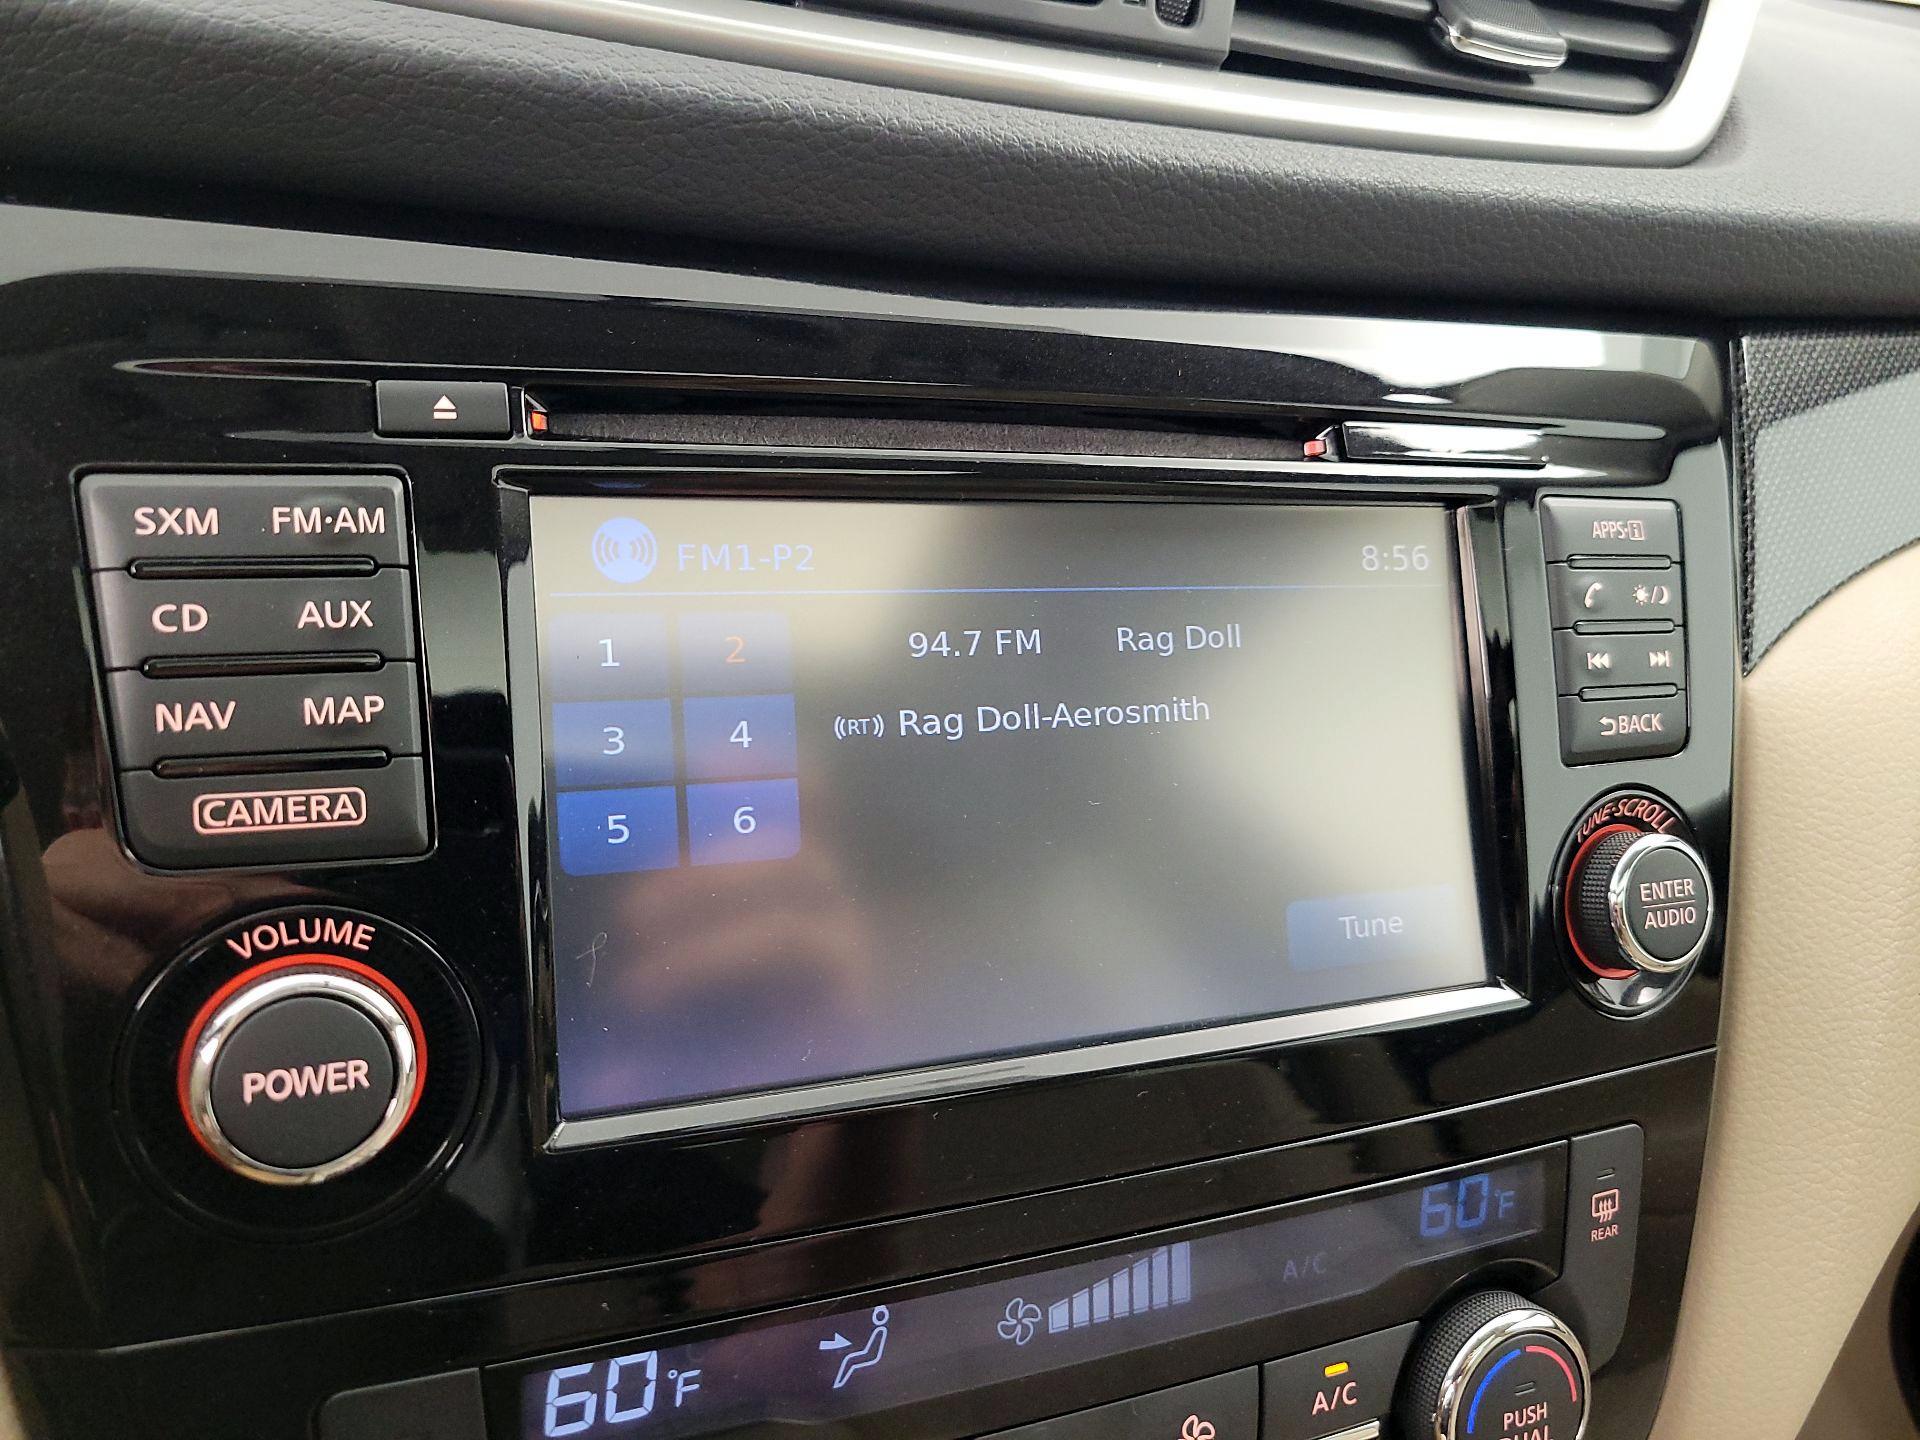 SXM FM·AM
CD AUX
NAV MAP
CAMERA
VOLUME
POWER
FM1-P2 8:56
1 2
3 4
5 6
94.7 FM Rag Doll
((RT)) Rag Doll-Aerosmith
Tune
APPS·i
BACK
TUNE·SCROLL
ENTER
AUDIO
60°F
A/C
60°F
REAR
A/C
PUSH
DUAL